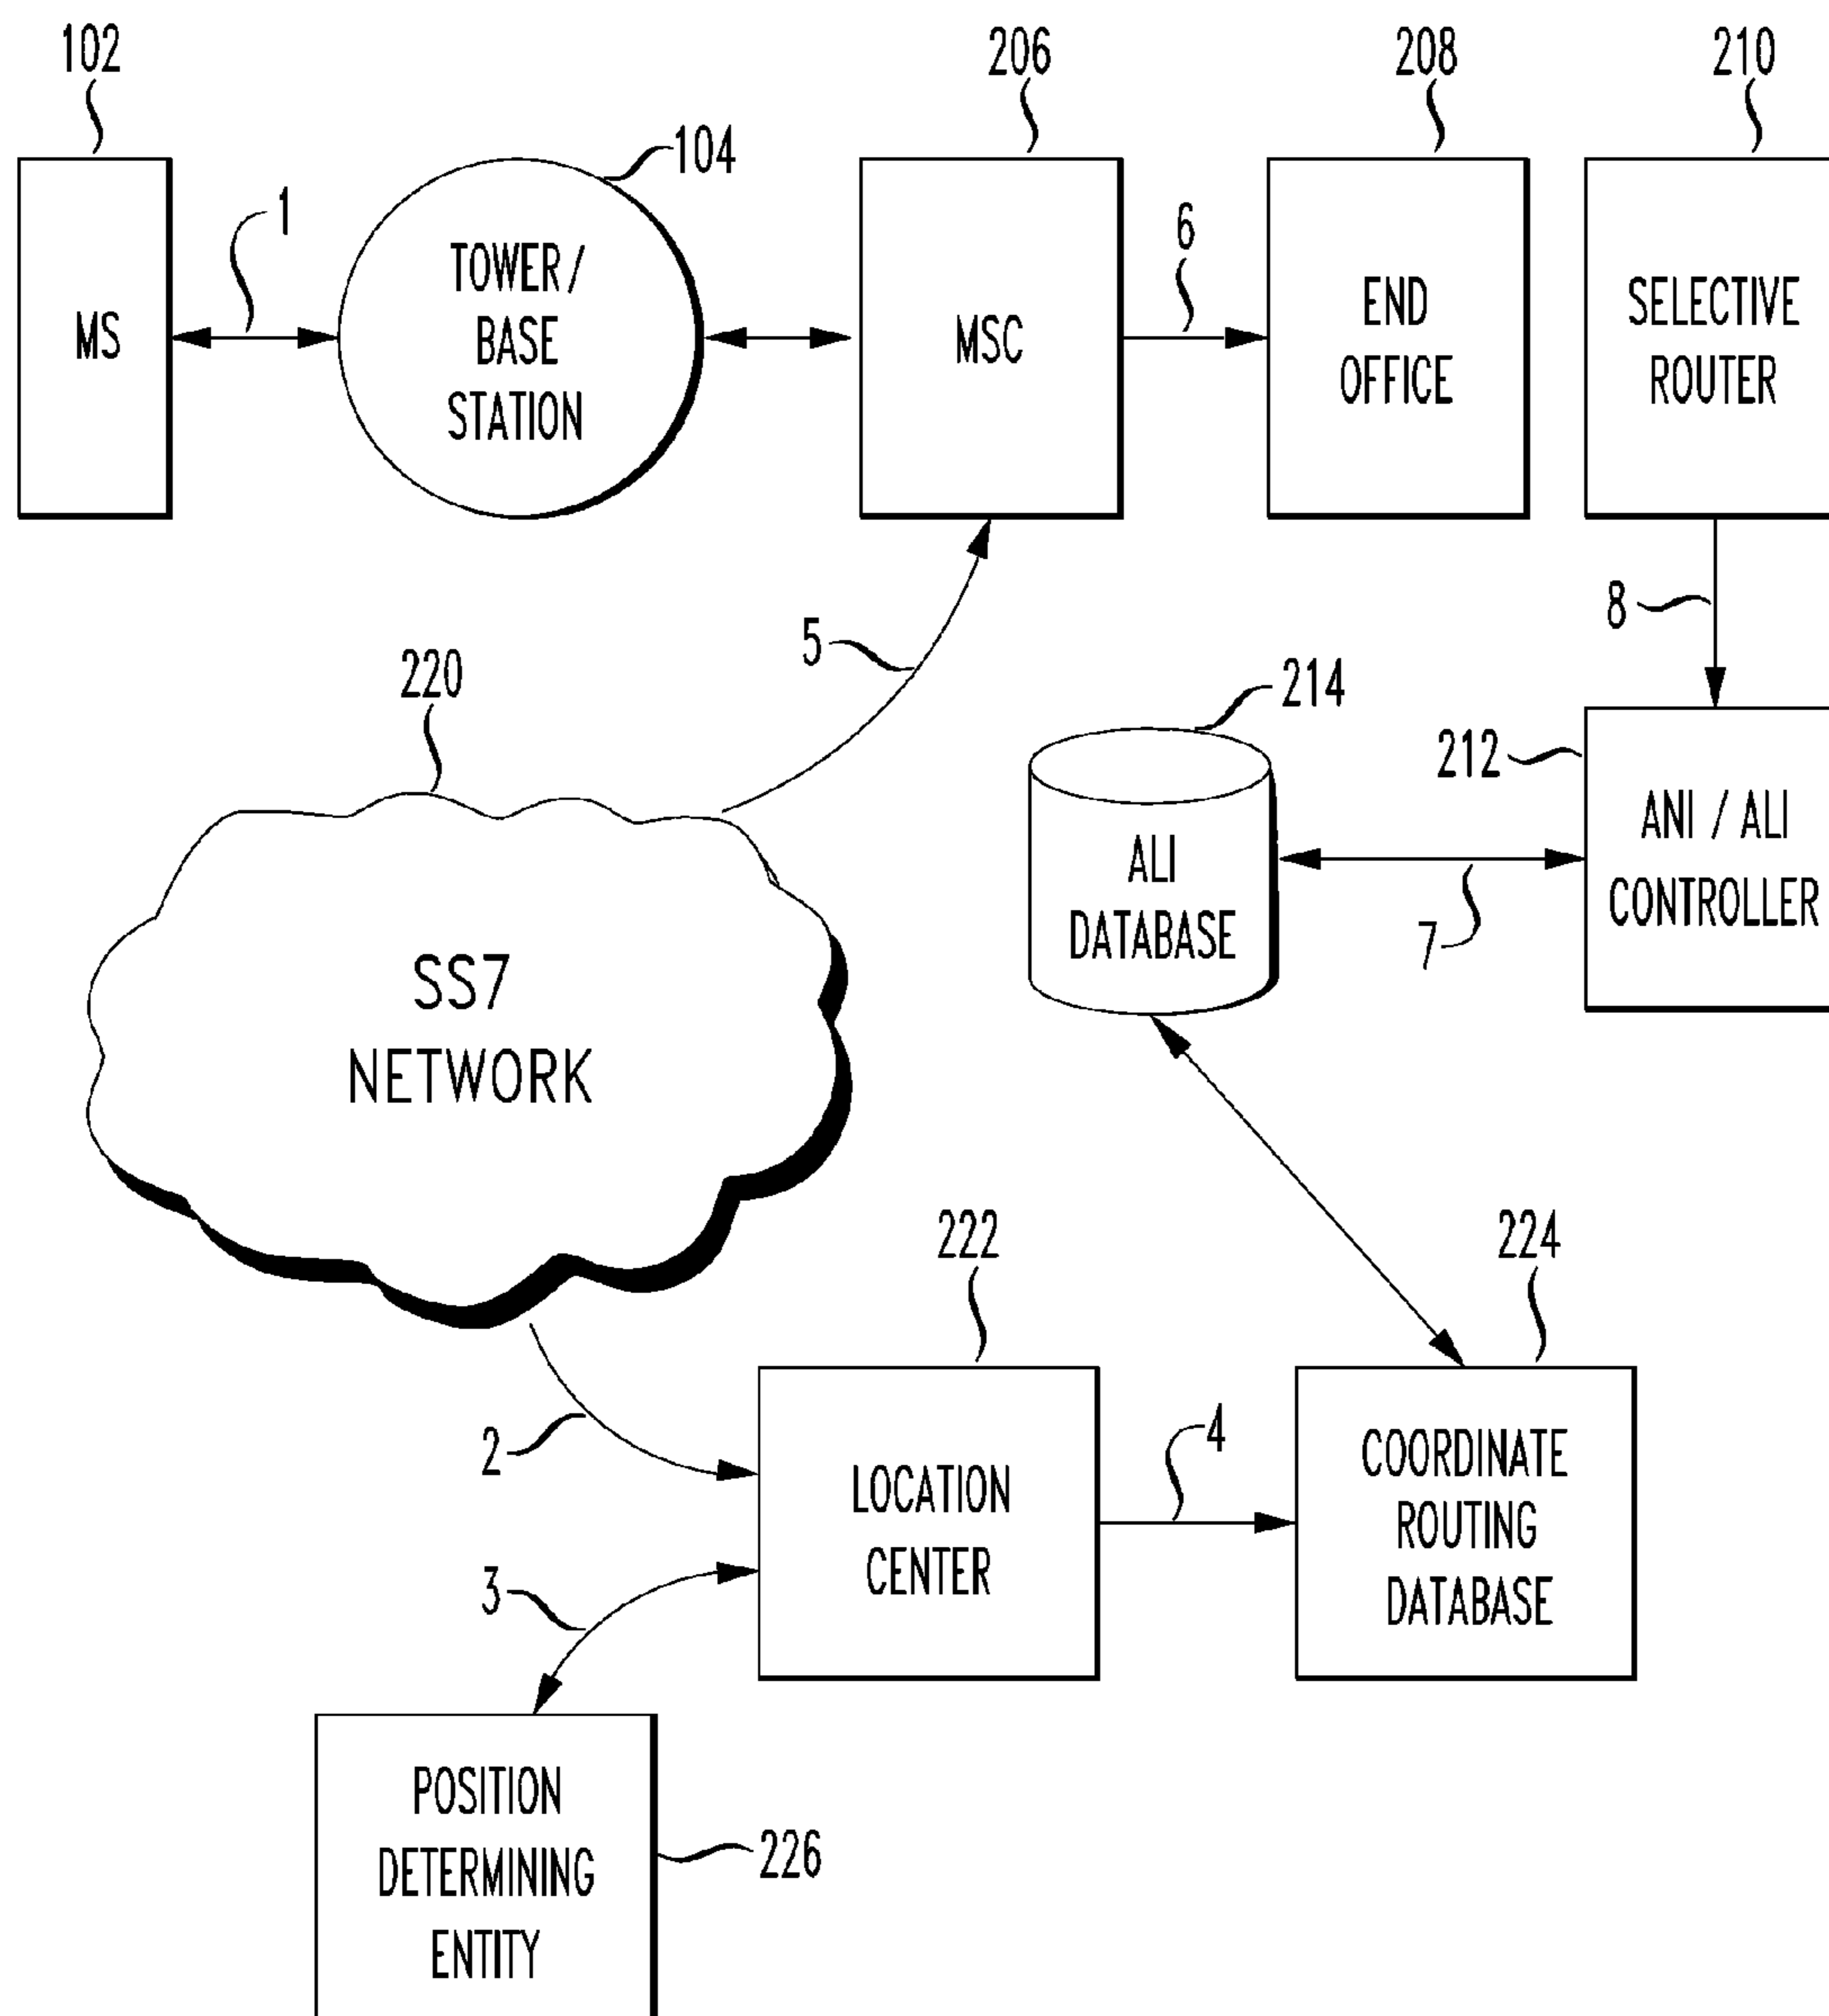 102
206
208
210
104
1
6
MS
TOWER /
BASE
STATION
MSC
END
OFFICE
SELECTIVE
ROUTER
8
5
220
214
212
ANI / ALI
CONTROLLER
ALI
DATABASE
7
SS7
NETWORK
222
224
2
4
LOCATION
CENTER
COORDINATE
ROUTING
DATABASE
3
POSITION
DETERMINING
ENTITY
226